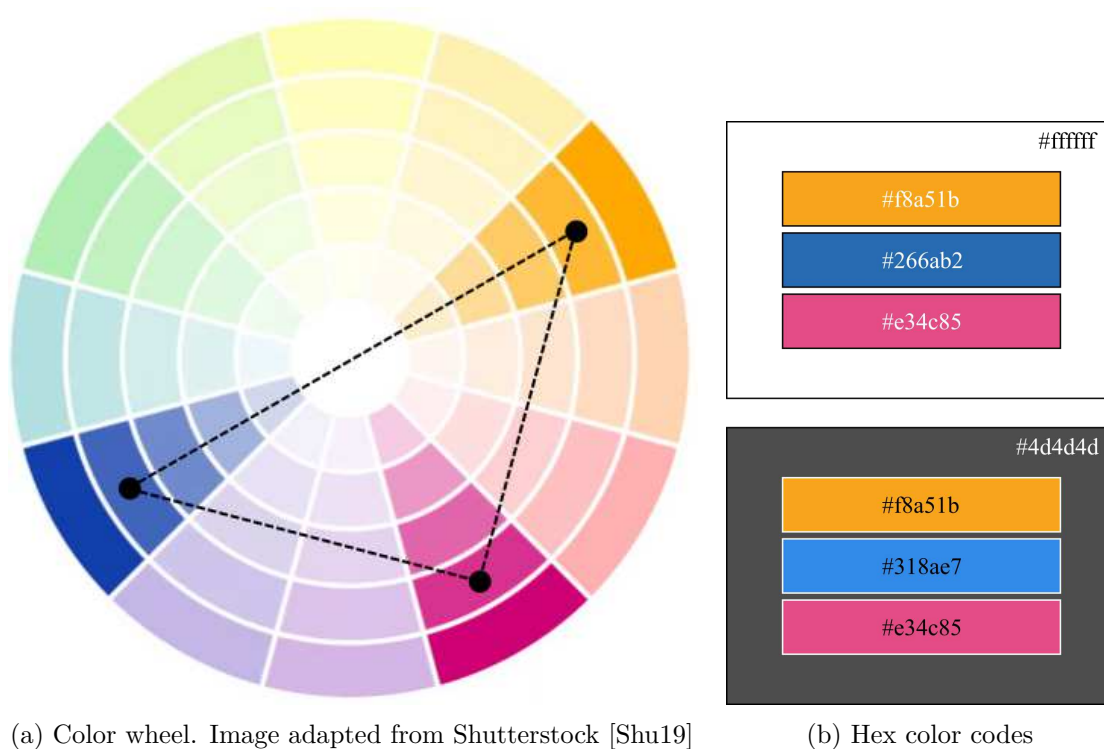 #ffffff
#f8a51b
#266ab2
#e34c85
#4d4d4d
#f8a51b
#318ae7
#e34c85
(a) Color wheel. Image adapted from Shutterstock [Shu19]
(b) Hex color codes